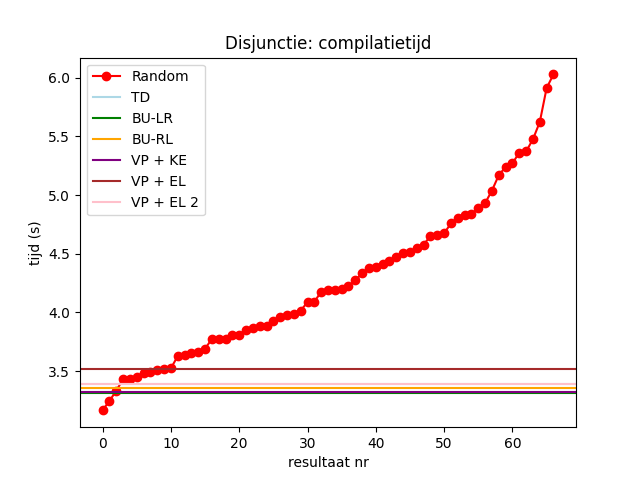 Disjunctie: compilatietijd
Random
TD
BU-LR
BU-RL
VP + KE
VP + EL
VP + EL 2
tijd (s)
6.0
5.5
5.0
4.5
4.0
3.5
0 10 20 30 40 50 60
resultaat nr